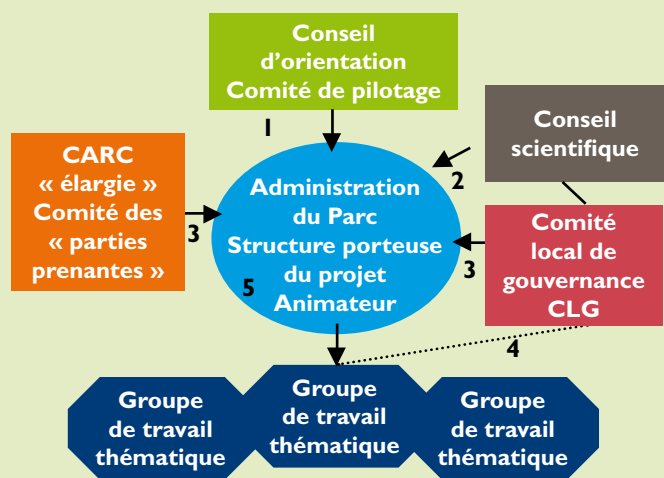 Conseil
d'orientation
Comité de pilotage
1
Conseil
scientifique
2
CARC
« élargie »
Comité des
« parties
prenantes »
3
Administration
du Parc
Structure porteuse
du projet
Animateur
5
3
Comité
local de
gouvernance
CLG
4
Groupe
de travail
thématique
Groupe
de travail
thématique
Groupe
de travail
thématique